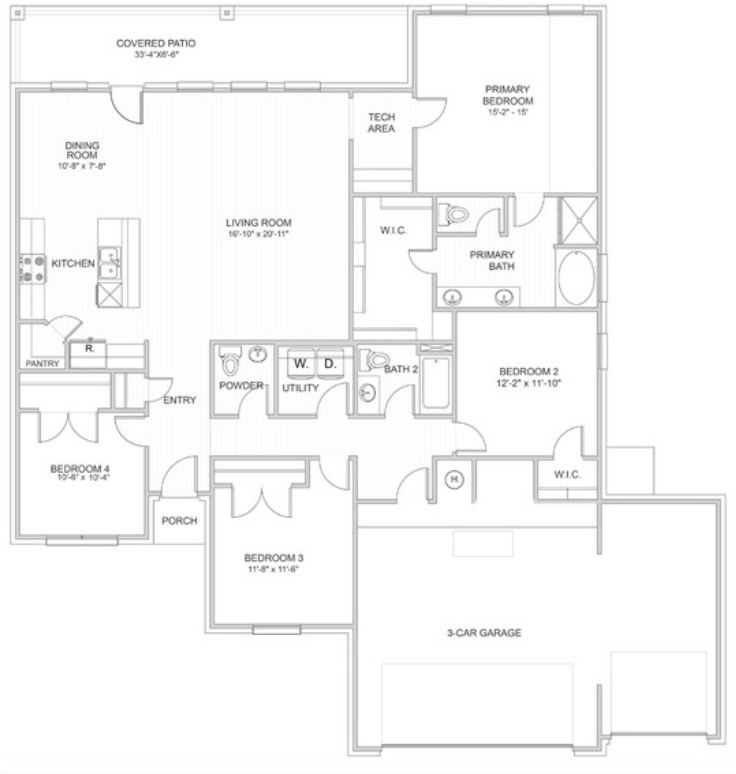 COVERED PATIO
33'-4"X6'-6"
PRIMARY
BEDROOM
15'-2" - 15'
TECH
AREA
DINING
ROOM
10'-8" x 7'-8"
LIVING ROOM
16'-10" x 20'-11"
W.I.C.
KITCHEN
PRIMARY
BATH
R.
PANTRY
W.
D.
POWDER
UTILITY
BATH 2
BEDROOM 2
12'-2" x 11'-10"
ENTRY
BEDROOM 4
10'-6" x 10'-4"
H.
W.I.C.
PORCH
BEDROOM 3
11'-8" x 11'-6"
3-CAR GARAGE